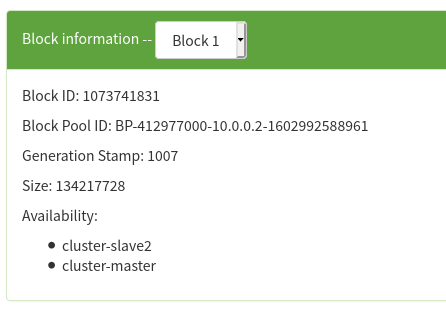 Block information -- Block 1
Block ID: 1073741831
Block Pool ID: BP-412977000-10.0.0.2-1602992588961
Generation Stamp: 1007
Size: 134217728
Availability:
cluster-slave2
cluster-master